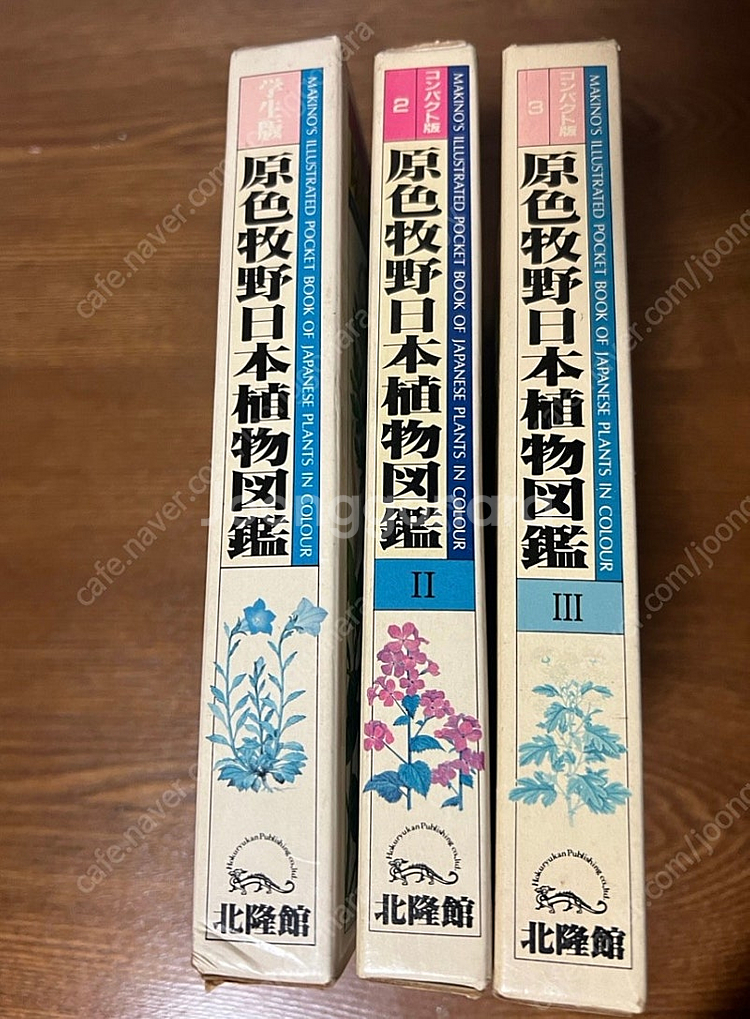 学生版
原色牧野日本植物図鑑
MAKINO'S ILLUSTRATED POCKET BOOK OF JAPANESE PLANTS IN COLOUR
Hokuryukan Publishing co.,ltd.
北隆館
コンパクト版
2
原色牧野日本植物図鑑
MAKINO'S ILLUSTRATED POCKET BOOK OF JAPANESE PLANTS IN COLOUR
II
Hokuryukan Publishing co.,ltd.
北隆館
コンパクト版
3
原色牧野日本植物図鑑
MAKINO'S ILLUSTRATED POCKET BOOK OF JAPANESE PLANTS IN COLOUR
III
Hokuryukan Publishing co.,ltd.
北隆館
joonggonara
cafe.naver.com/joonggonara